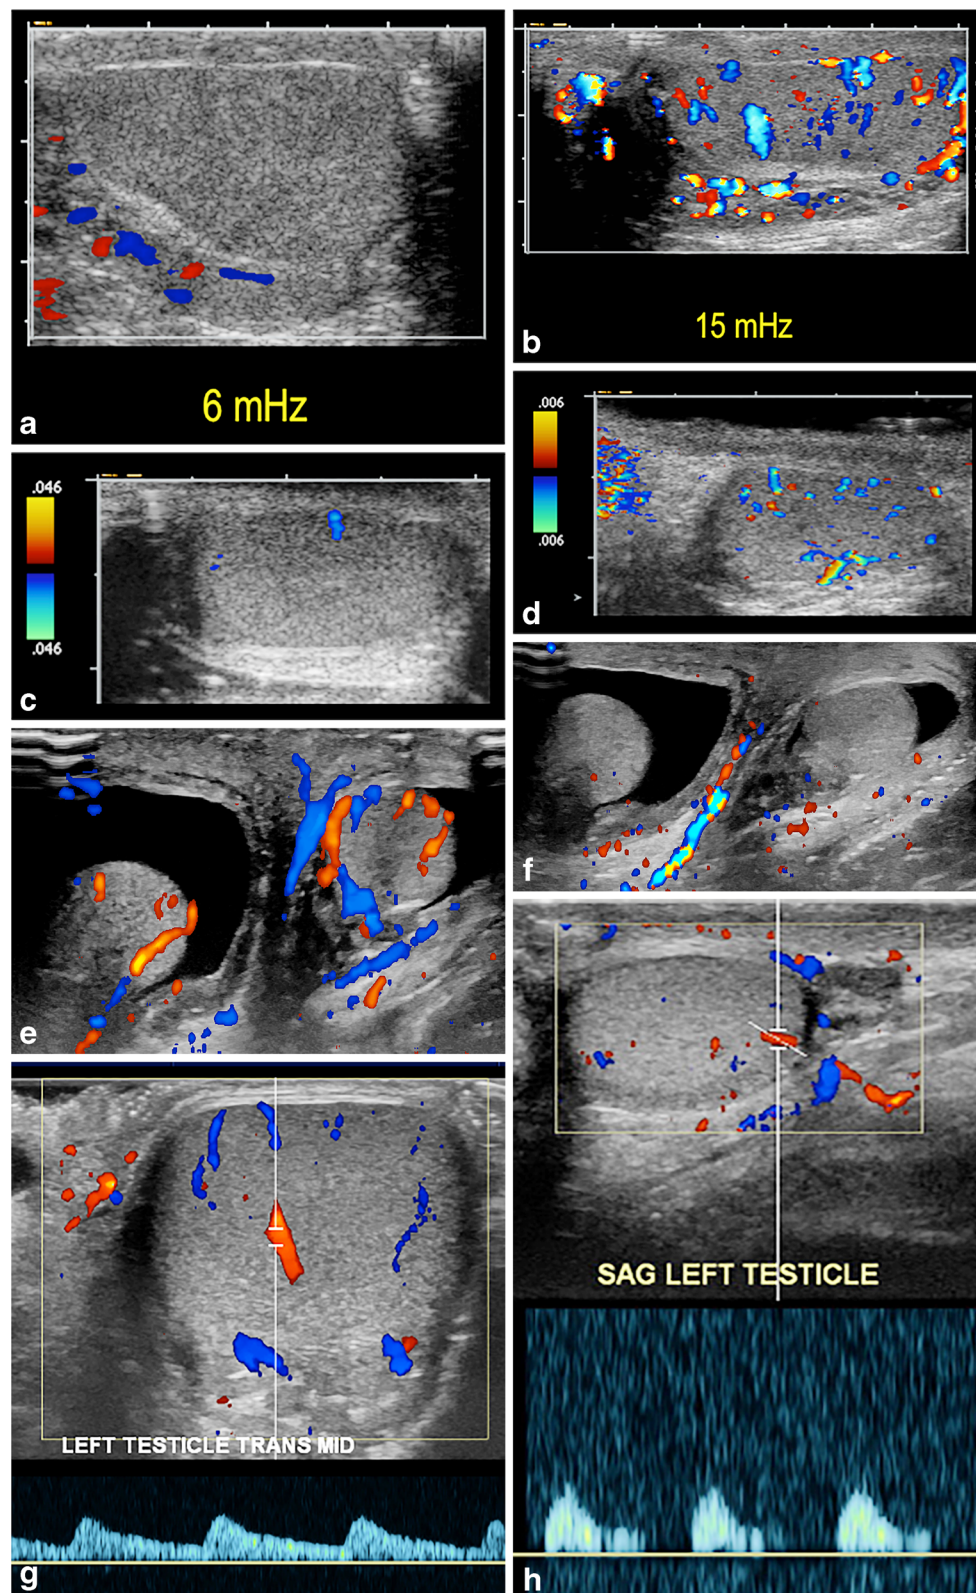 a
6 mHz
b
15 mHz
c
.046
.046
d
.006
.006
e
f
g
LEFT TESTICLE TRANS MID
h
SAG LEFT TESTICLE